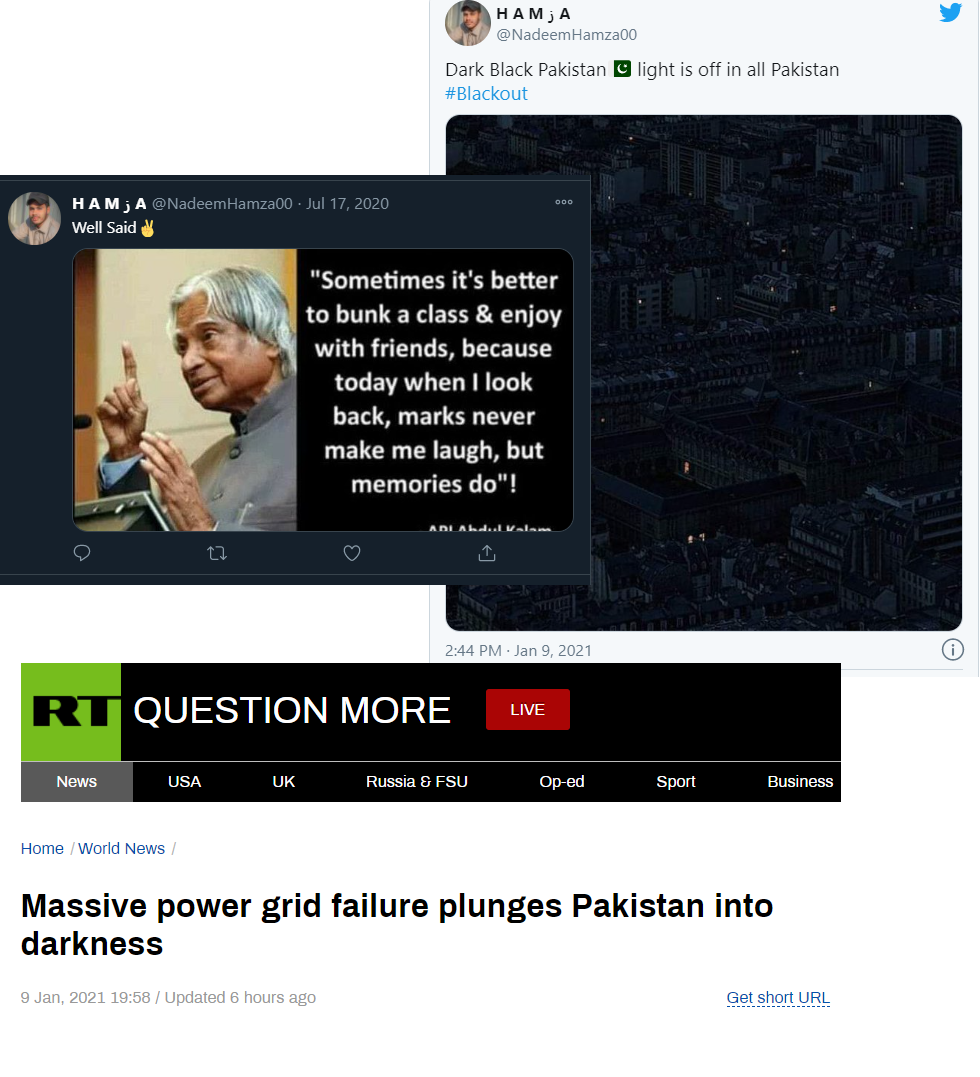 H A M ز A
@NadeemHamza00
Dark Black Pakistan 🇵🇰 light is off in all Pakistan
#Blackout
H A M ز A @NadeemHamza00 · Jul 17, 2020
Well Said ✌
"Sometimes it's better
to bunk a class & enjoy
with friends, because
today when I look
back, marks never
make me laugh, but
memories do"!
APJ Abdul Kalam
2:44 PM · Jan 9, 2021
RT QUESTION MORE LIVE
News USA UK Russia & FSU Op-ed Sport Business
Home / World News /
Massive power grid failure plunges Pakistan into
darkness
9 Jan, 2021 19:58 / Updated 6 hours ago Get short URL